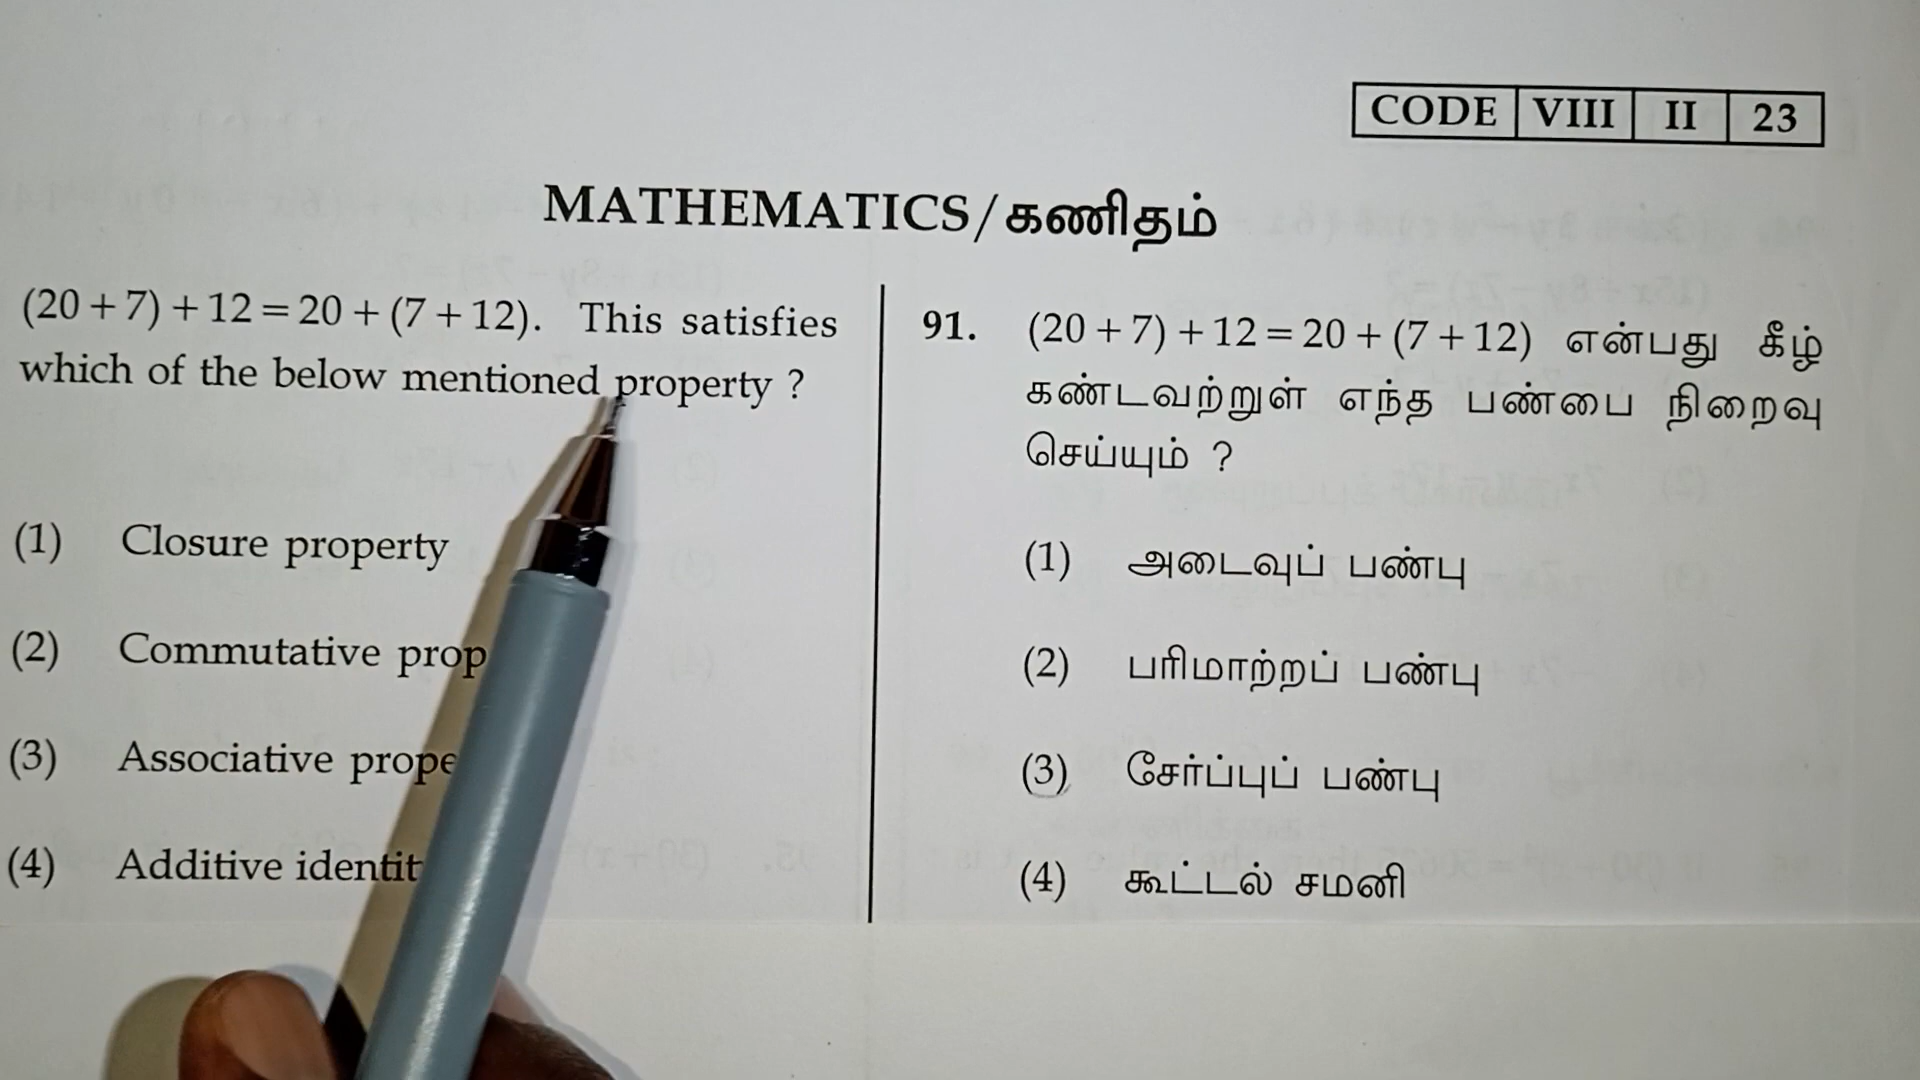 CODE VIII II 23
MATHEMATICS/கணிதம்
(20 + 7) + 12 = 20 + (7 + 12). This satisfies
which of the below mentioned property ?
(1) Closure property
(2) Commutative prop
(3) Associative prope
(4) Additive identit
91. (20 + 7) + 12 = 20 + (7 + 12) என்பது கீழ்
கண்டவற்றுள் எந்த பண்பை நிறைவு
செய்யும் ?
(1) அடைவுப் பண்பு
(2) பரிமாற்றப் பண்பு
(3) சேர்ப்புப் பண்பு
(4) கூட்டல் சமனி